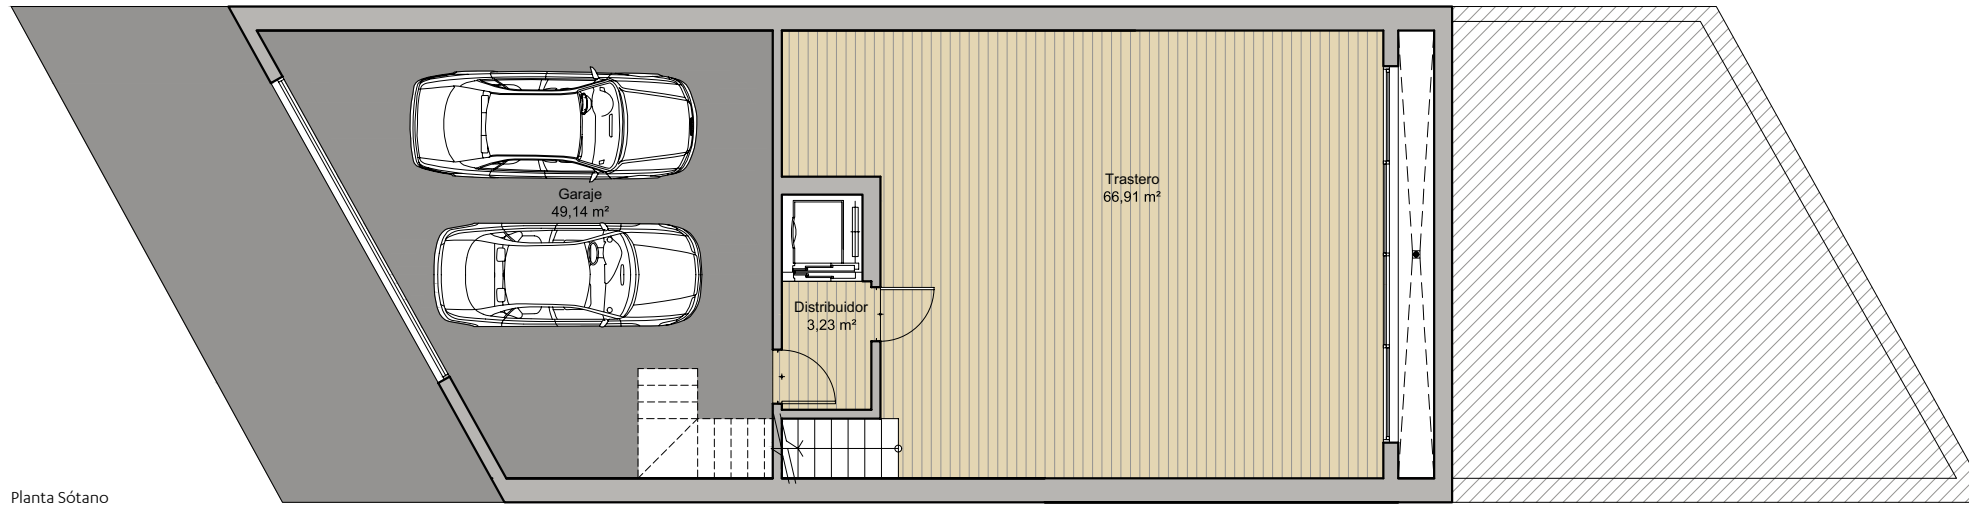 Garaje
49,14 m²
Trastero
66,91 m²
Distribuidor
3,23 m²
Planta Sótano